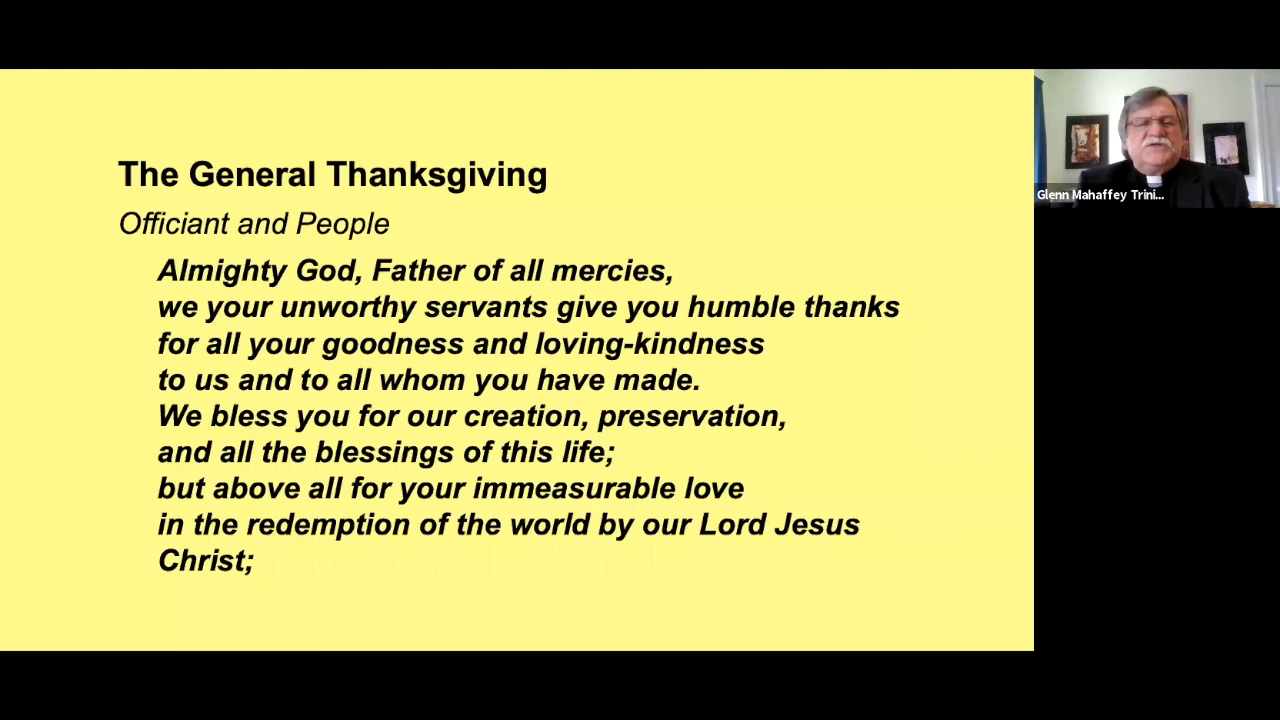 The General Thanksgiving
Officiant and People
Almighty God, Father of all mercies,
we your unworthy servants give you humble thanks
for all your goodness and loving-kindness
to us and to all whom you have made.
We bless you for our creation, preservation,
and all the blessings of this life;
but above all for your immeasurable love
in the redemption of the world by our Lord Jesus
Christ;
Glenn Mahaffey Trini...